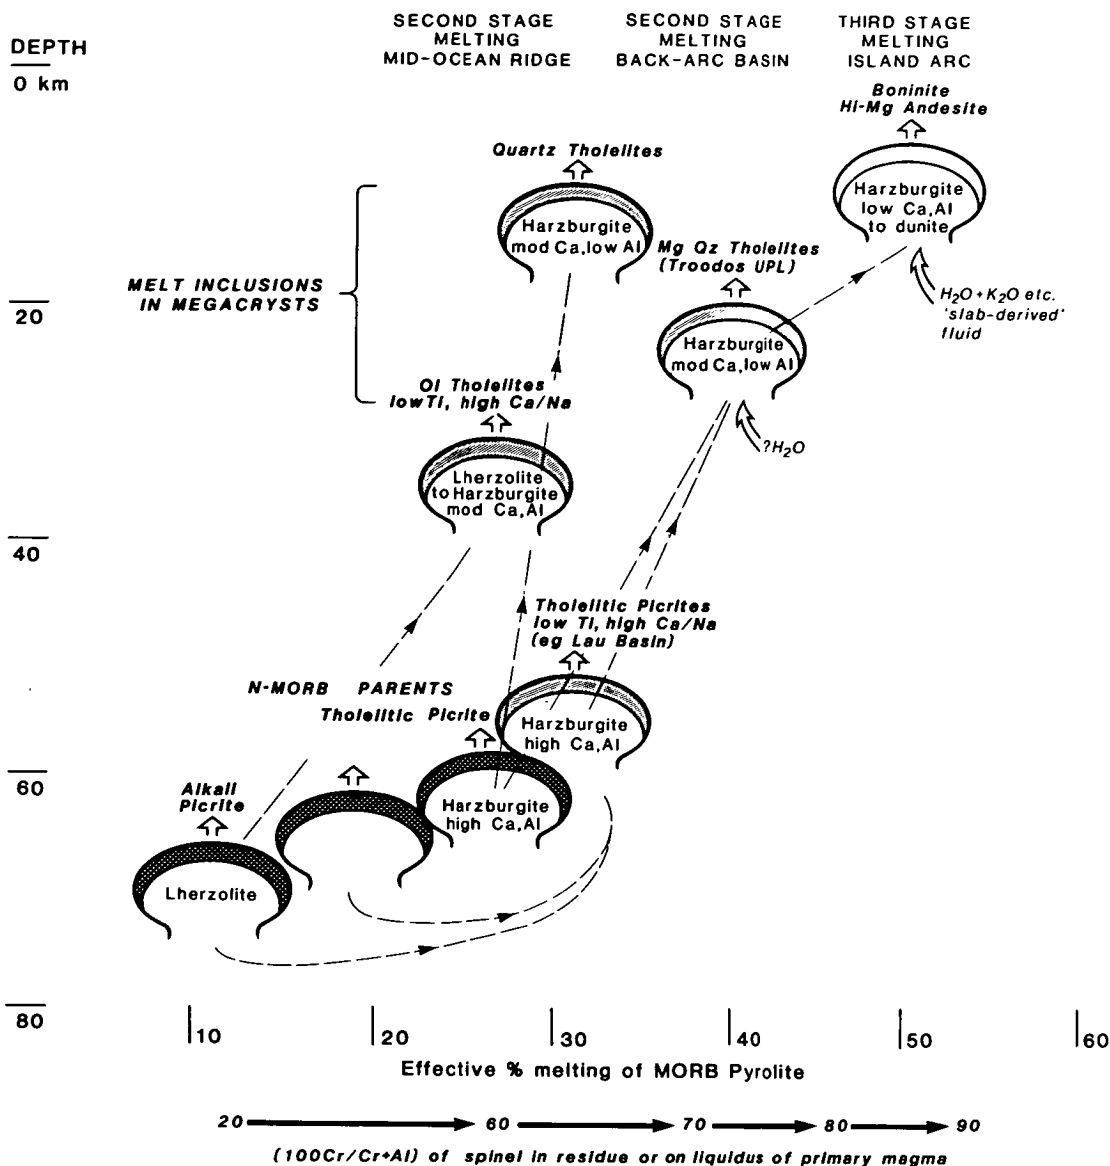 DEPTH
0 km
20
40
60
80
SECOND STAGE
MELTING
MID-OCEAN RIDGE
SECOND STAGE
MELTING
BACK-ARC BASIN
THIRD STAGE
MELTING
ISLAND ARC
Boninite
Hi-Mg Andesite
Harzburgite
low Ca,Al
to dunite
H2O + K2O etc.
'slab-derived'
fluid
Quartz Tholeiites
Harzburgite
mod Ca, low Al
Mg Qz Tholeiites
(Troodos UPL)
Harzburgite
mod Ca, low Al
?H2O
MELT INCLUSIONS
IN MEGACRYSTS
Ol Tholeiites
low Ti, high Ca/Na
Lherzolite
to Harzburgite
mod Ca, Al
Tholeiitic Picrites
low Ti, high Ca/Na
(eg Lau Basin)
Harzburgite
high Ca, Al
N-MORB PARENTS
Tholeiitic Picrite
Harzburgite
high Ca, Al
Alkali
Picrite
Lherzolite
10 20 30 40 50 60
Effective % melting of MORB Pyrolite
20 60 70 80 90
(100Cr/Cr+Al) of spinel in residue or on liquidus of primary magma